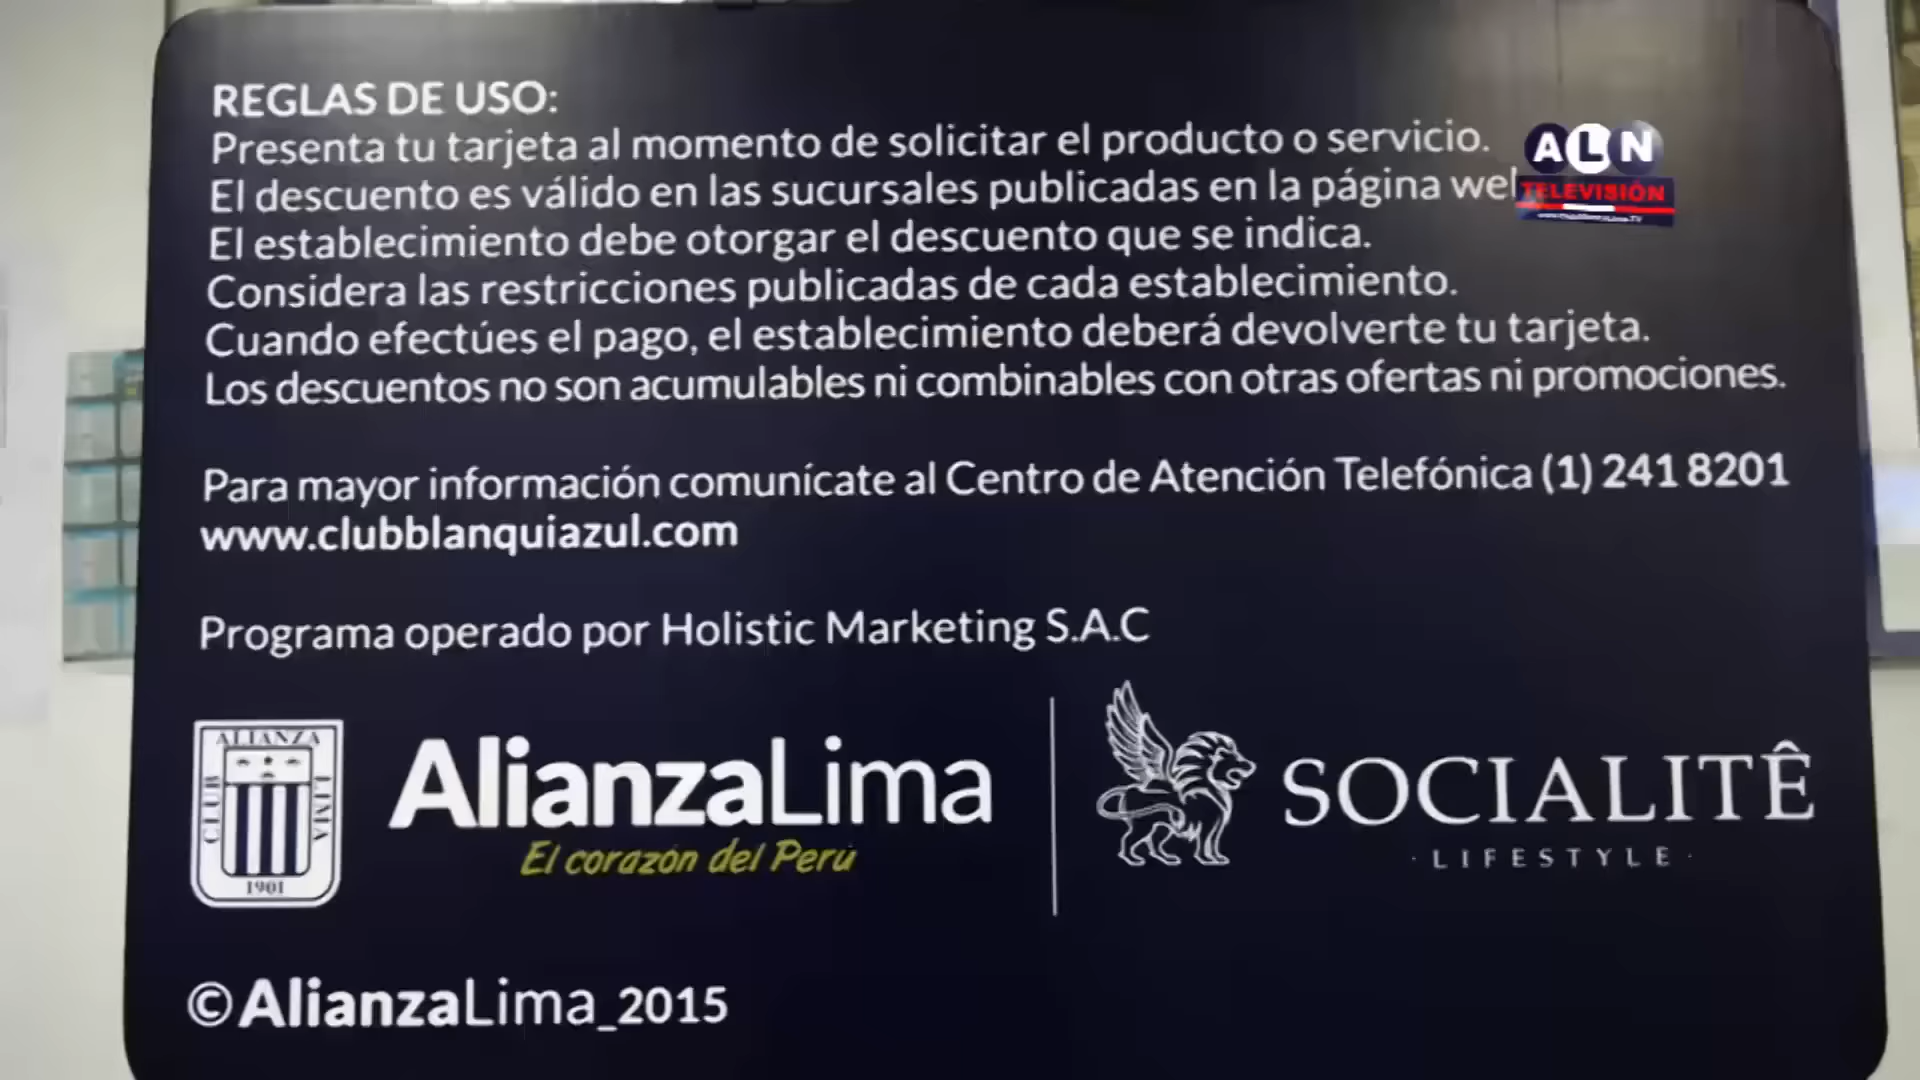 REGLAS DE USO:
Presenta tu tarjeta al momento de solicitar el producto o servicio.
El descuento es válido en las sucursales publicadas en la página
El establecimiento debe otorgar el descuento que se indica.
Considera las restricciones publicadas de cada establecimiento.
Cuando efectúes el pago, el establecimiento deberá devolverte tu tarjeta.
Los descuentos no son acumulables ni combinables con otras ofertas ni promociones.
Para mayor información comunícate al Centro de Atención Telefónica (1) 241 8201
www.clubblanquiazul.com
Programa operado por Holistic Marketing S.A.C
CLUB ALIANZA LIMA
1901
AlianzaLima
El corazón del Perú
SOCIALITÊ
· LIFESTYLE ·
©AlianzaLima_2015
ALN
TELEVISIÓN